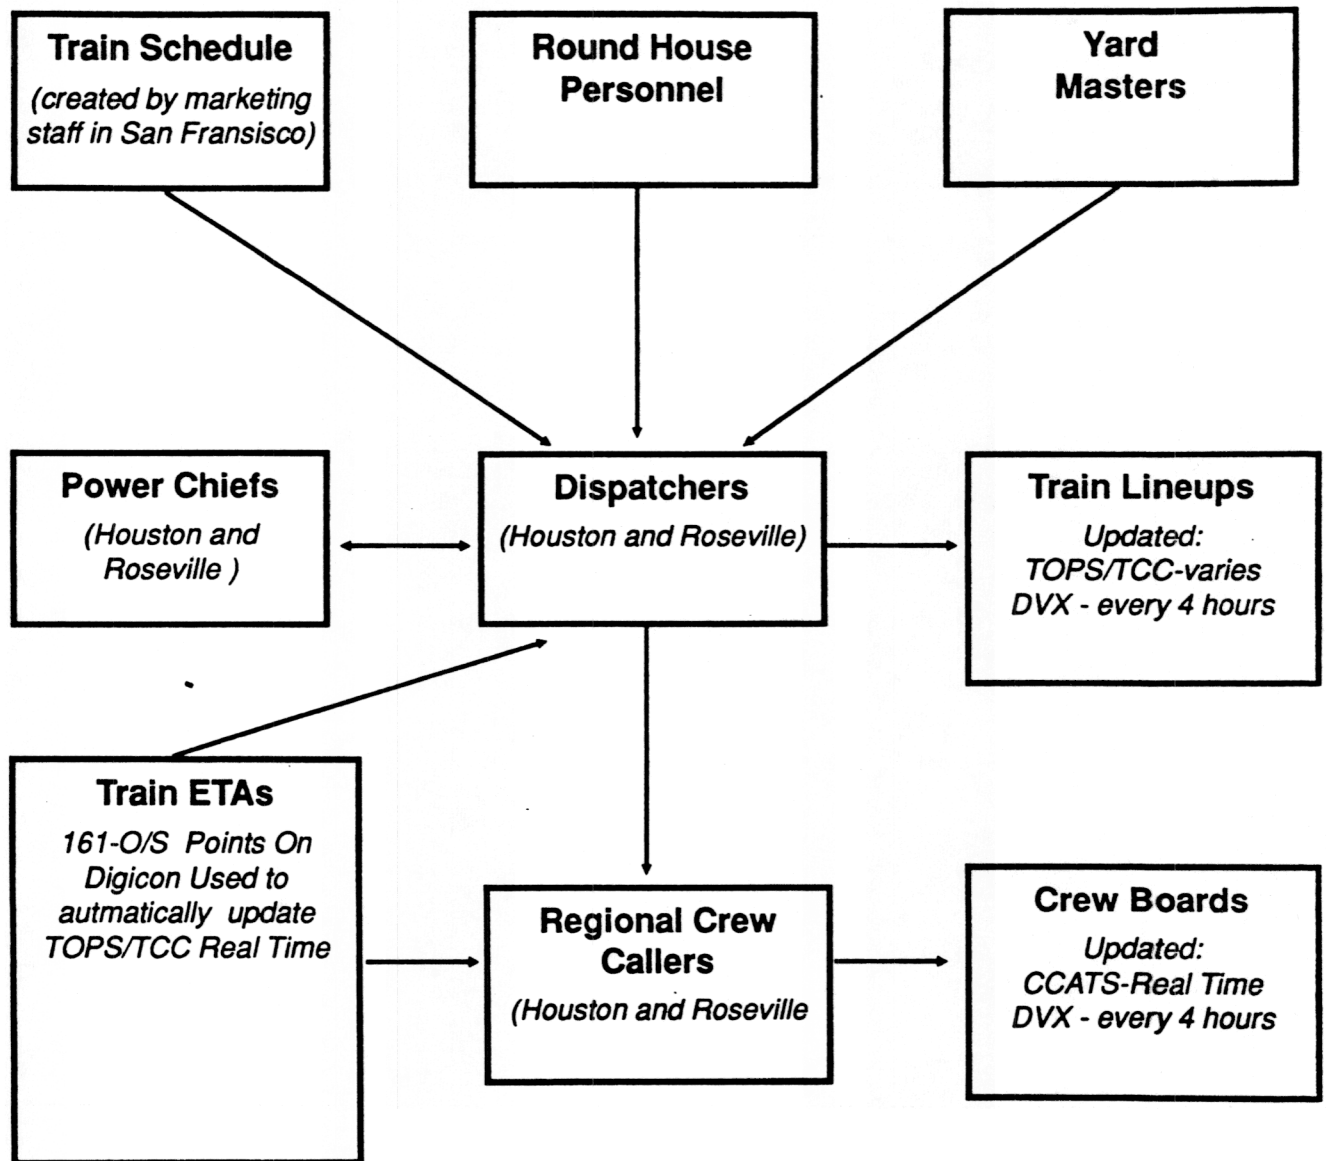 Train Schedule
(created by marketing
staff in San Fransisco)
Round House
Personnel
Yard
Masters
Power Chiefs
(Houston and
Roseville )
Dispatchers
(Houston and Roseville)
Train Lineups
Updated:
TOPS/TCC-varies
DVX - every 4 hours
Train ETAs
161-O/S Points On
Digicon Used to
autmatically update
TOPS/TCC Real Time
Regional Crew
Callers
(Houston and Roseville
Crew Boards
Updated:
CCATS-Real Time
DVX - every 4 hours